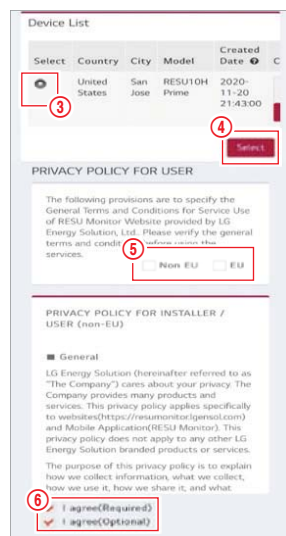 Device List
Select Country City Model Created Date C
United States San Jose RESU10H Prime 2020-11-20 21:43:00
③
④
Select
PRIVACY POLICY FOR USER
The following provisions are to specify the
General Terms and Conditions for Service Use
of RESU Monitor Website provided by LG
Energy Solution, Ltd. Please verify the general
terms and conditions before using the
services.
⑤
Non EU EU
PRIVACY POLICY FOR INSTALLER /
USER (non-EU)
■ General
LG Energy Solution (hereinafter referred to as
"The Company") cares about your privacy. The
Company provides many products and
services. This privacy policy applies specifically
to websites(https://resumonitor.lgensol.com)
and Mobile Application(RESU Monitor). This
privacy policy does not apply to any other LG
Energy Solution branded products or services.
The purpose of this privacy policy is to explain
how we collect information, what we collect,
how we use it, how we share it, and what
⑥
I agree(Required)
I agree(Optional)